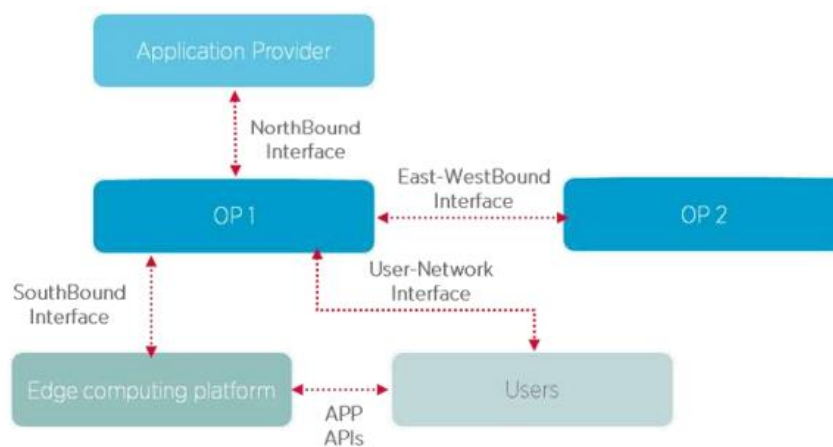 Application Provider
NorthBound
Interface
East-WestBound
Interface
OP 1
OP 2
User-Network
Interface
SouthBound
Interface
Edge computing platform
Users
APP
APIs